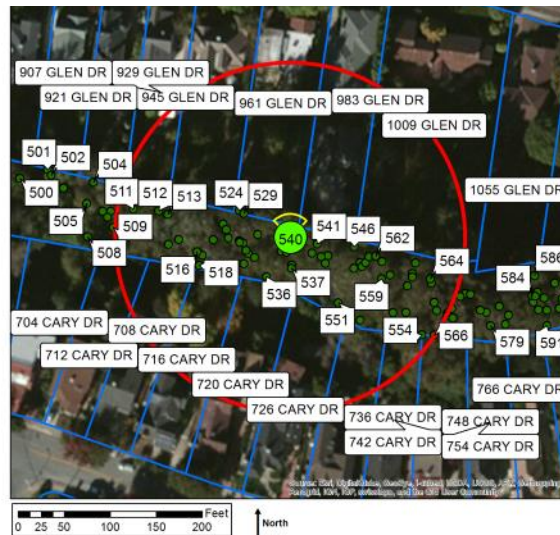 907 GLEN DR
929 GLEN DR
921 GLEN DR
945 GLEN DR
961 GLEN DR
983 GLEN DR
1009 GLEN DR
1055 GLEN DR
501
502
504
500
511
512
513
524
529
505
509
508
540
541
546
562
516
518
536
537
559
564
584
586
551
554
566
579
591
704 CARY DR
708 CARY DR
712 CARY DR
716 CARY DR
720 CARY DR
726 CARY DR
736 CARY DR
742 CARY DR
748 CARY DR
754 CARY DR
766 CARY DR
Feet
0 25 50 100 150 200
North